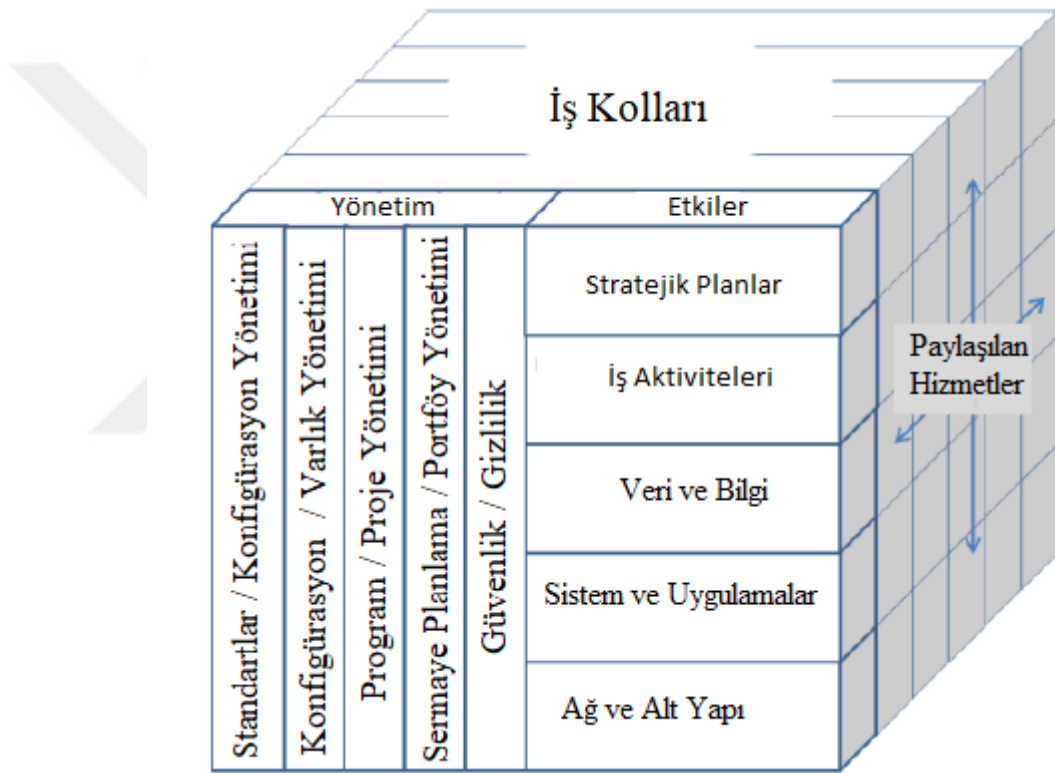 İş Kolları
Yönetim
Etkiler
Standartlar / Konfigürasyon Yönetimi
Konfigürasyon / Varlık Yönetimi
Program / Proje Yönetimi
Sermaye Planlama / Portföy Yönetimi
Güvenlik / Gizlilik
Stratejik Planlar
İş Aktiviteleri
Veri ve Bilgi
Sistem ve Uygulamalar
Ağ ve Alt Yapı
Paylaşılan
Hizmetler